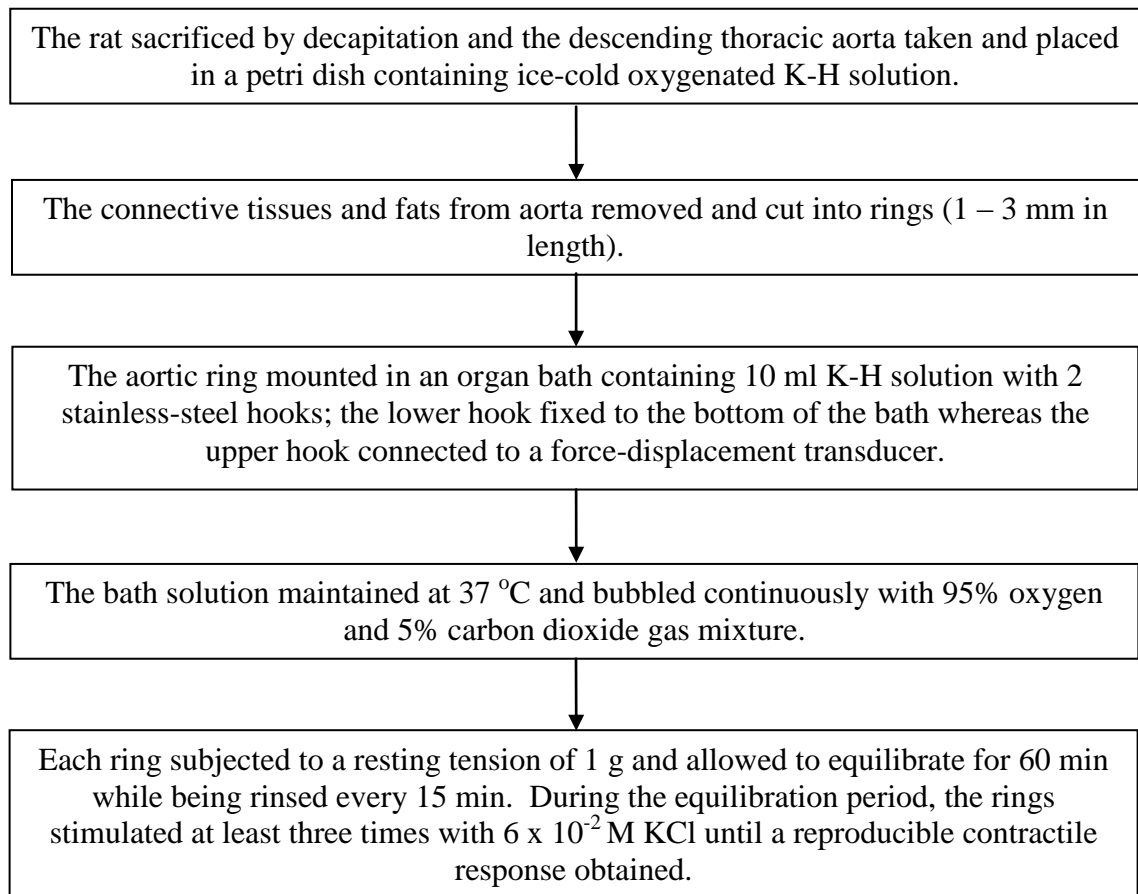 The rat sacrificed by decapitation and the descending thoracic aorta taken and placed
in a petri dish containing ice-cold oxygenated K-H solution.
The connective tissues and fats from aorta removed and cut into rings (1 – 3 mm in
length).
The aortic ring mounted in an organ bath containing 10 ml K-H solution with 2
stainless-steel hooks; the lower hook fixed to the bottom of the bath whereas the
upper hook connected to a force-displacement transducer.
The bath solution maintained at 37 °C and bubbled continuously with 95% oxygen
and 5% carbon dioxide gas mixture.
Each ring subjected to a resting tension of 1 g and allowed to equilibrate for 60 min
while being rinsed every 15 min. During the equilibration period, the rings
stimulated at least three times with 6 x 10⁻² M KCl until a reproducible contractile
response obtained.